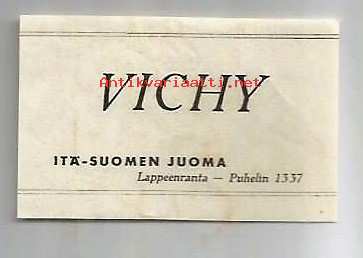 Antikvariaatti.net
VICHY
ITÄ-SUOMEN JUOMA
Lappeenranta — Puhelin 1337